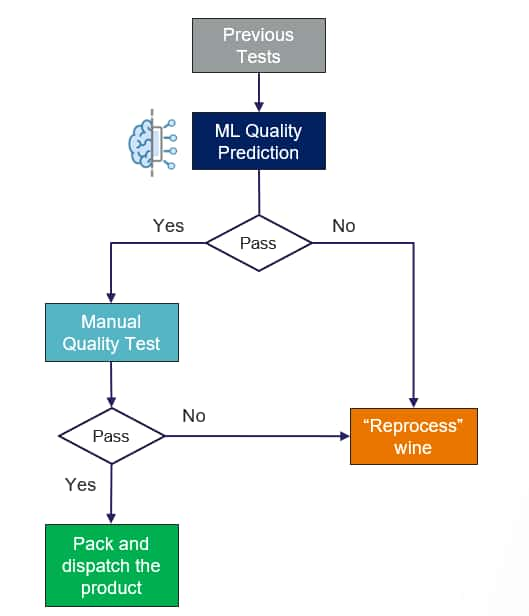 Previous
Tests
ML Quality
Prediction
Yes
No
Pass
Manual
Quality Test
No
Pass
"Reprocess"
wine
Yes
Pack and
dispatch the
product